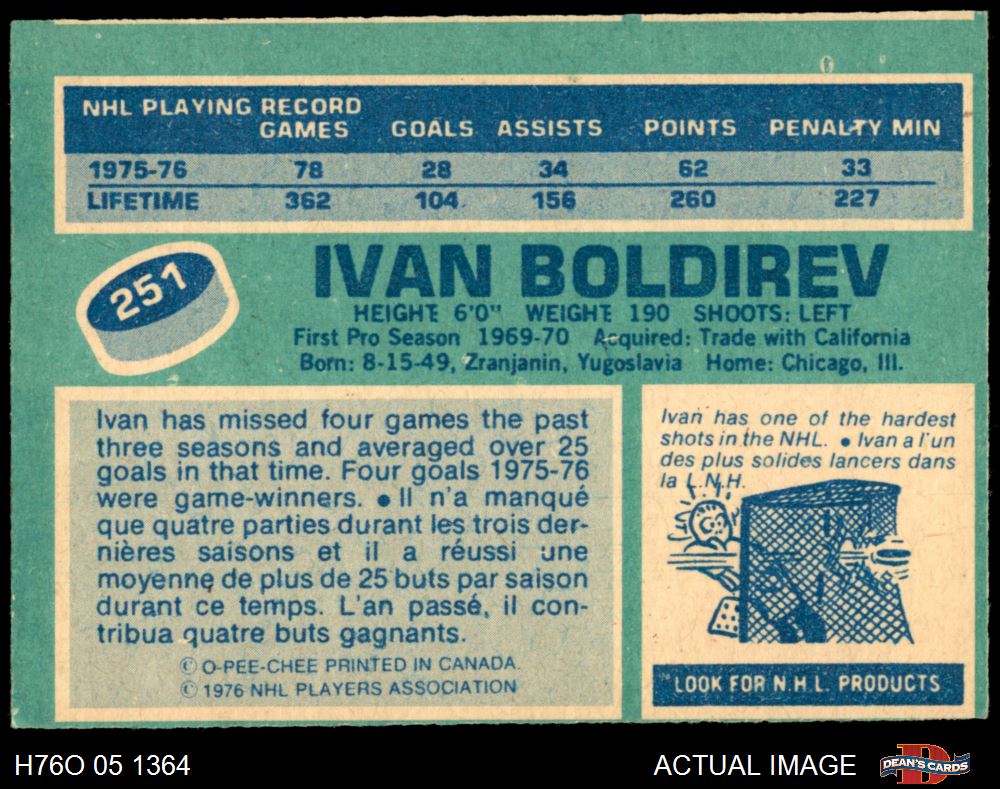 NHL PLAYING RECORD
GAMES GOALS ASSISTS POINTS PENALTY MIN
1975-76 78 28 34 62 33
LIFETIME 362 104 156 260 227
251
IVAN BOLDIREV
HEIGHT 6'0" WEIGHT 190 SHOOTS: LEFT
First Pro Season 1969-70 Acquired: Trade with California
Born: 8-15-49, Zranjanin, Yugoslavia Home: Chicago, Ill.
Ivan has missed four games the past
three seasons and averaged over 25
goals in that time. Four goals 1975-76
were game-winners. • Il n'a manqué
que quatre parties durant les trois der-
nières saisons et il a réussi une
moyenne de plus de 25 buts par saison
durant ce temps. L'an passé, il con-
tribua quatre buts gagnants.
© O-PEE-CHEE PRINTED IN CANADA.
© 1976 NHL PLAYERS ASSOCIATION
Ivan has one of the hardest
shots in the NHL. • Ivan a l'un
des plus solides lancers dans
la L.N.H.
LOOK FOR N.H.L. PRODUCTS
H76O 05 1364
ACTUAL IMAGE
DEAN'S CARDS